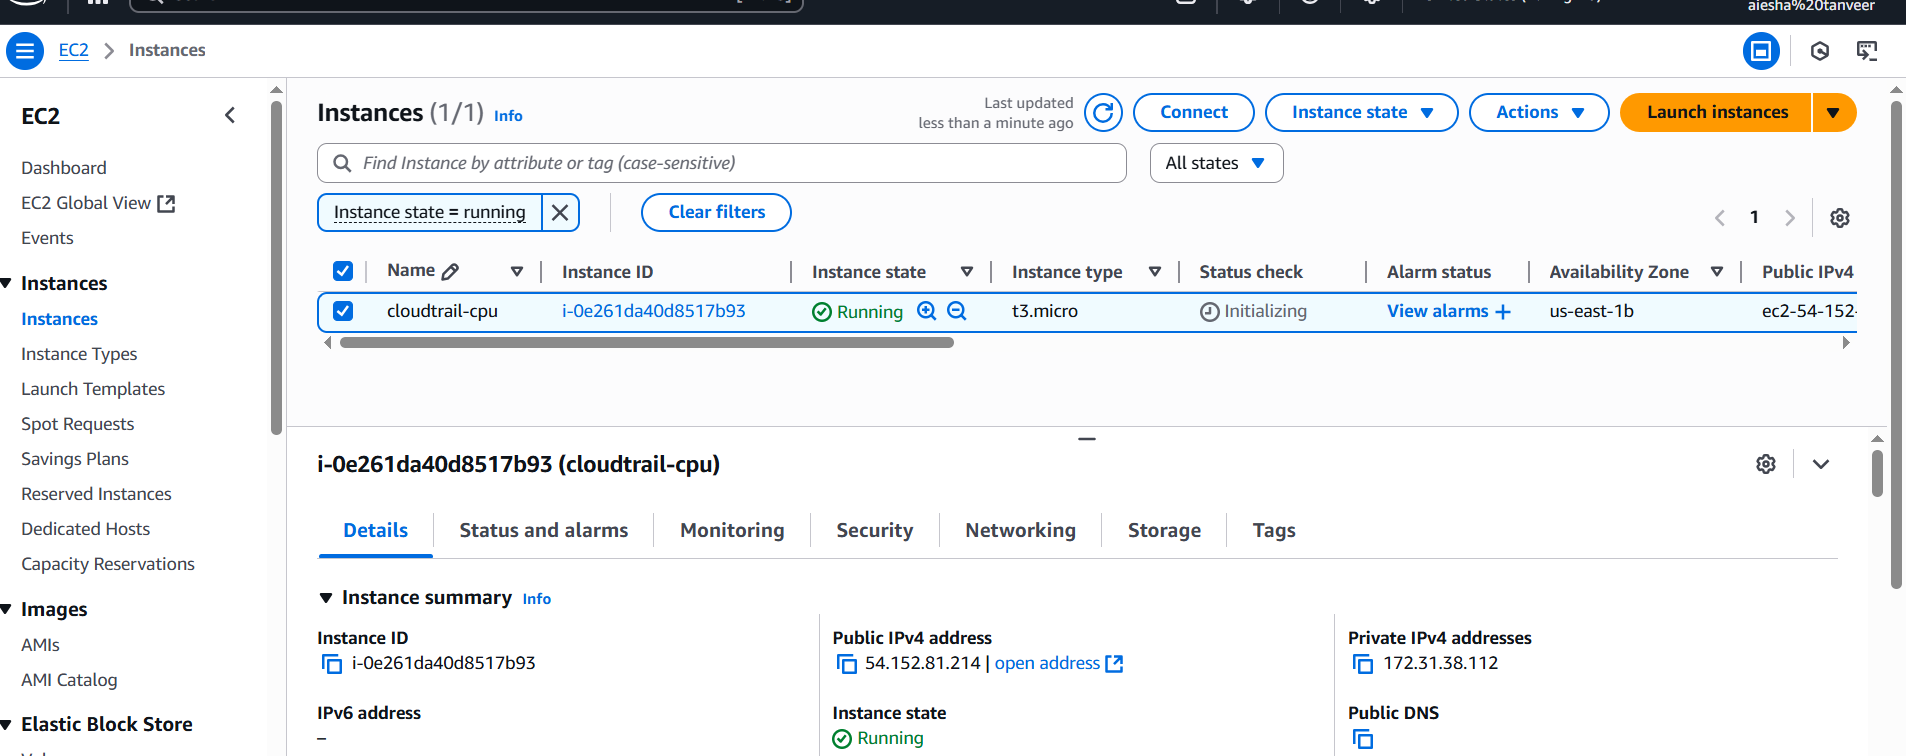 aiesha%20tanveer
EC2 > Instances
EC2
Dashboard
EC2 Global View
Events
Instances
Instances
Instance Types
Launch Templates
Spot Requests
Savings Plans
Reserved Instances
Dedicated Hosts
Capacity Reservations
Images
AMIs
AMI Catalog
Elastic Block Store
Instances (1/1) Info
Last updated
less than a minute ago
Connect
Instance state
Actions
Launch instances
Find Instance by attribute or tag (case-sensitive)
All states
Instance state = running
Clear filters
1
Name Instance ID Instance state Instance type Status check Alarm status Availability Zone Public IPv4
cloudtrail-cpu i-0e261da40d8517b93 Running t3.micro Initializing View alarms + us-east-1b ec2-54-152-
i-0e261da40d8517b93 (cloudtrail-cpu)
Details Status and alarms Monitoring Security Networking Storage Tags
Instance summary Info
Instance ID
i-0e261da40d8517b93
Public IPv4 address
54.152.81.214 | open address
Private IPv4 addresses
172.31.38.112
IPv6 address
–
Instance state
Running
Public DNS